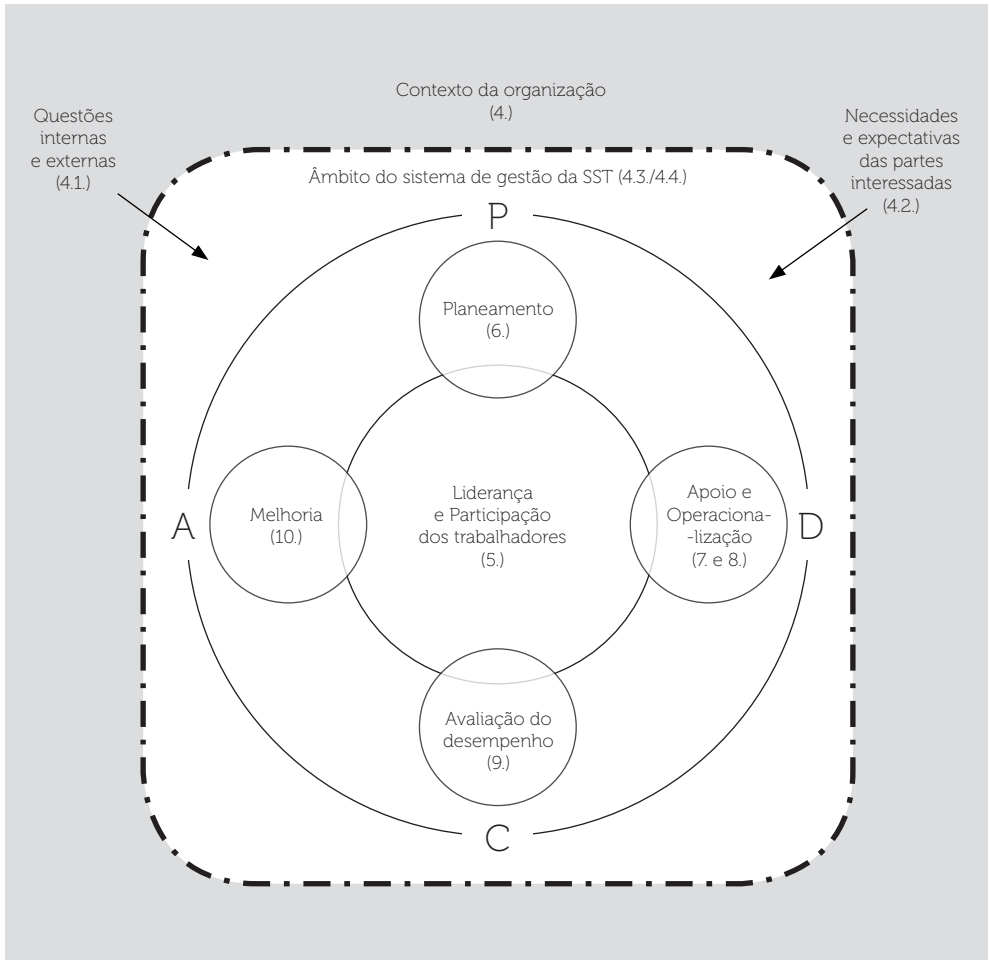 Contexto da organização
(4.)
Questões
internas
e externas
(4.1.)
Necessidades
e expectativas
das partes
interessadas
(4.2.)
Âmbito do sistema de gestão da SST (4.3./4.4.)
P
Planeamento
(6.)
A
Melhoria
(10.)
Liderança
e Participação
dos trabalhadores
(5.)
Apoio e
Operaciona-
-lização
(7. e 8.)
D
Avaliação do
desempenho
(9.)
C